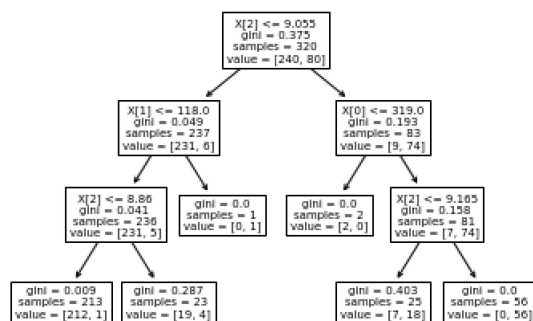 X[2] <= 9.055
gini = 0.375
samples = 320
value = [240, 80]
X[1] <= 118.0
gini = 0.049
samples = 237
value = [231, 6]
X[0] <= 319.0
gini = 0.193
samples = 83
value = [9, 74]
X[2] <= 8.86
gini = 0.041
samples = 236
value = [231, 5]
gini = 0.0
samples = 1
value = [0, 1]
gini = 0.0
samples = 2
value = [2, 0]
X[2] <= 9.165
gini = 0.158
samples = 81
value = [7, 74]
gini = 0.009
samples = 213
value = [212, 1]
gini = 0.287
samples = 23
value = [19, 4]
gini = 0.403
samples = 25
value = [7, 18]
gini = 0.0
samples = 56
value = [0, 56]